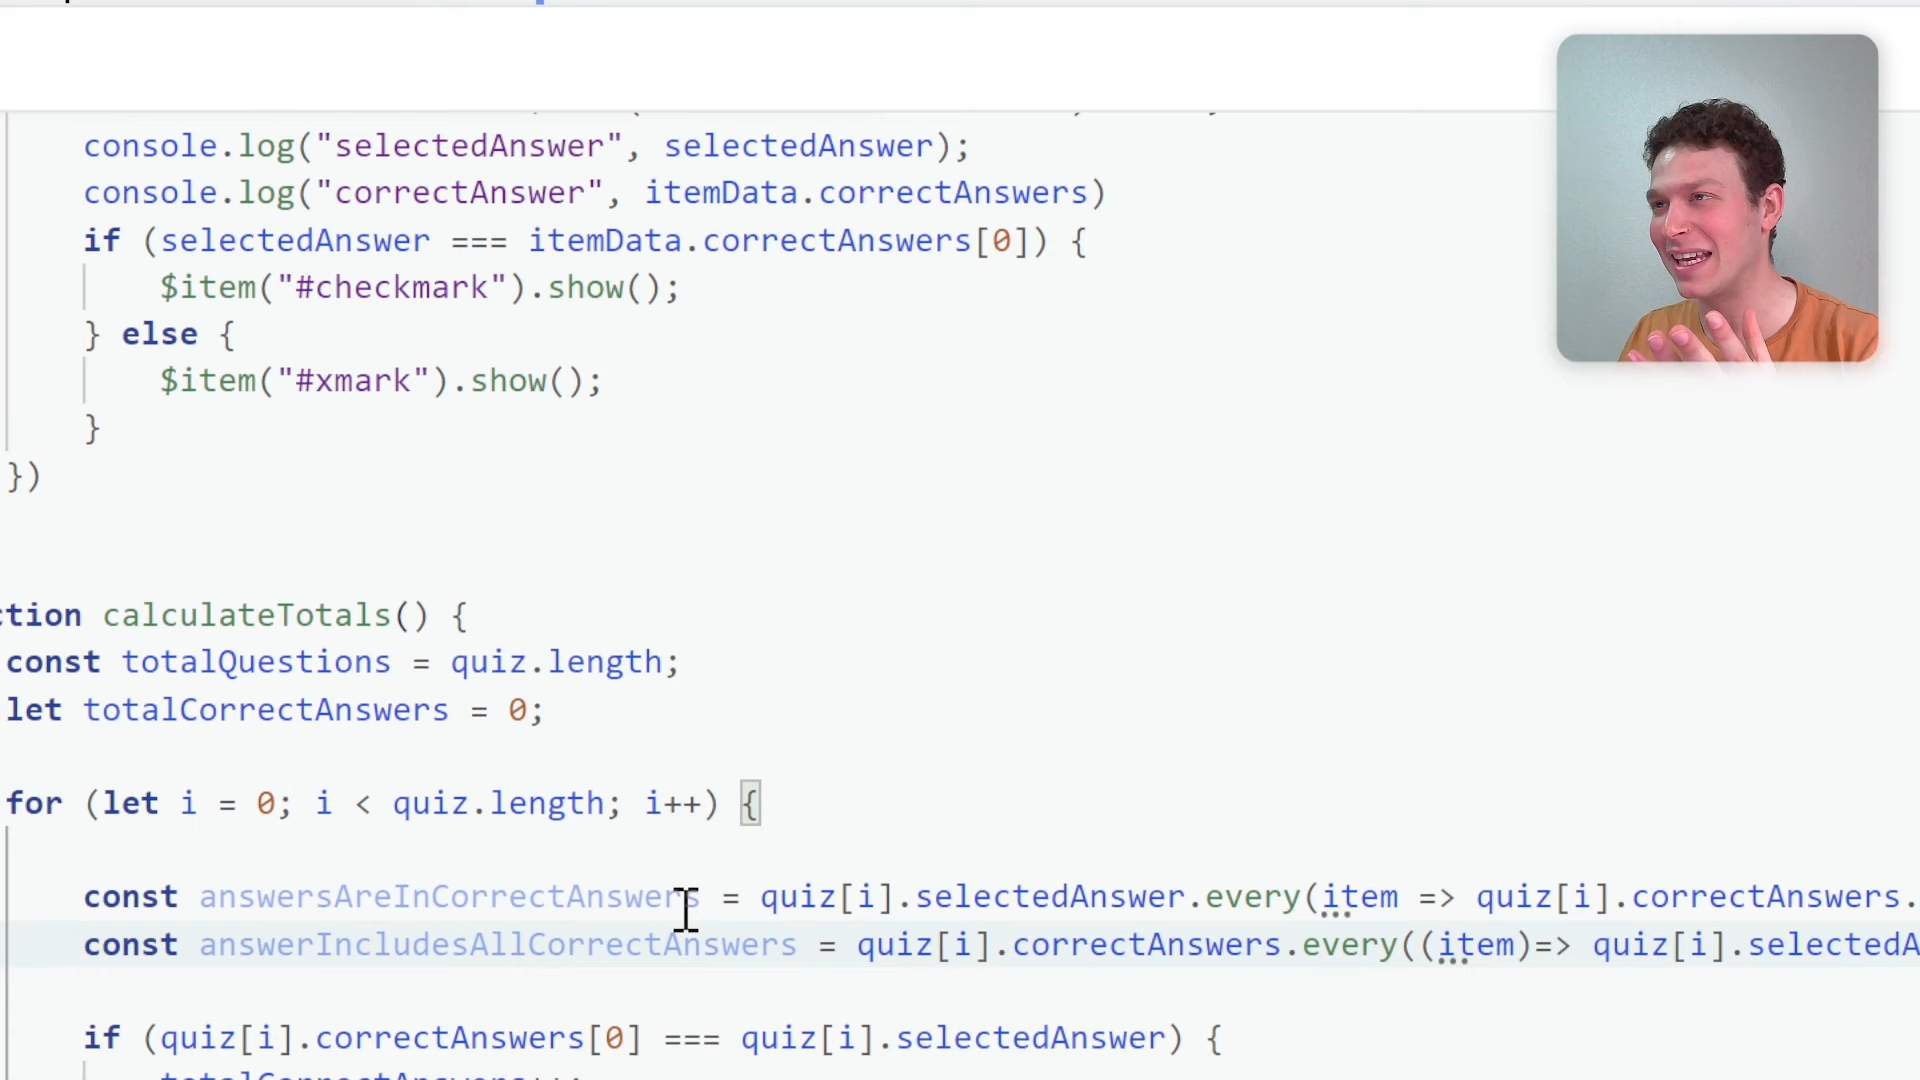 console.log("selectedAnswer", selectedAnswer);
console.log("correctAnswer", itemData.correctAnswers)
if (selectedAnswer === itemData.correctAnswers[0]) {
$item("#checkmark").show();
} else {
$item("#xmark").show();
}
})
ction calculateTotals() {
const totalQuestions = quiz.length;
let totalCorrectAnswers = 0;
for (let i = 0; i < quiz.length; i++) {
const answersAreInCorrectAnswers = quiz[i].selectedAnswer.every(item => quiz[i].correctAnswers.
const answerIncludesAllCorrectAnswers = quiz[i].correctAnswers.every((item)=> quiz[i].selectedA
if (quiz[i].correctAnswers[0] === quiz[i].selectedAnswer) {
totalCorrectAnswers++;